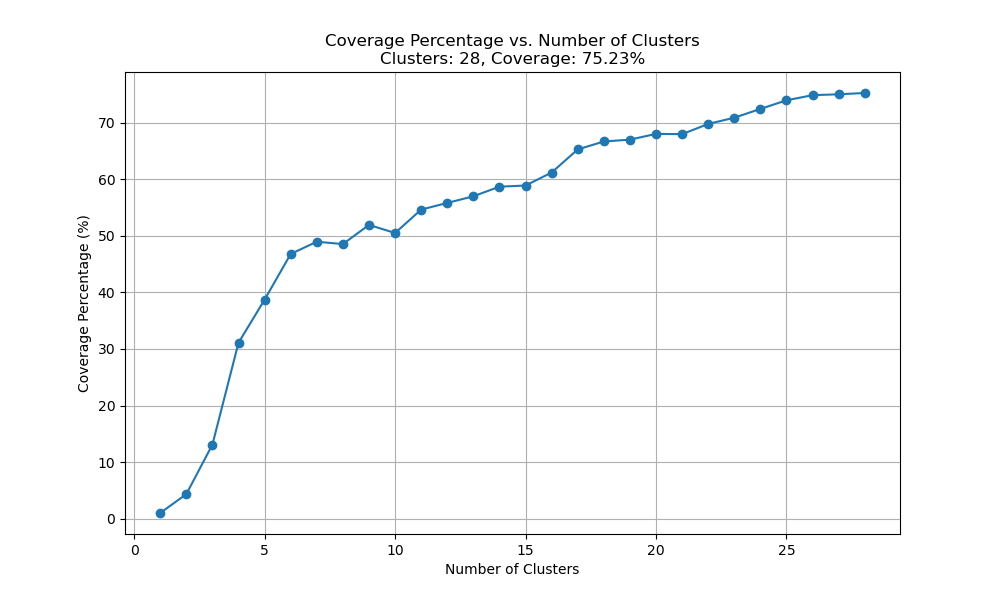 Coverage Percentage vs. Number of Clusters
Clusters: 28, Coverage: 75.23%
Coverage Percentage (%)
70
60
50
40
30
20
10
0
0 5 10 15 20 25
Number of Clusters